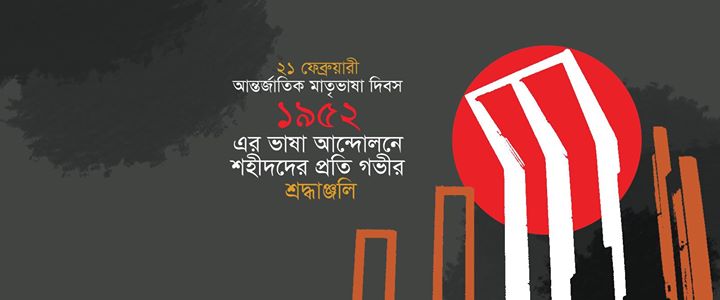 ২১ ফেব্রুয়ারী
আন্তর্জাতিক মাতৃভাষা দিবস
১৯৫২
এর ভাষা আন্দোলনে
শহীদদের প্রতি গভীর
শ্রদ্ধাঞ্জলি